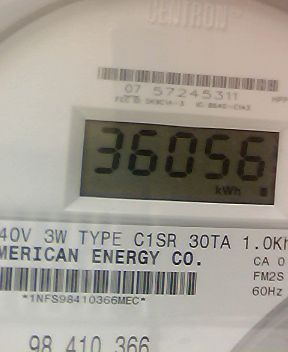 CENTRON
07 57245311
36056
kWh
40V 3W TYPE C1SR 30TA 1.0Kh
MERICAN ENERGY CO.
CA 0
FM2S
*1NFS98410366MEC*
60Hz
98 410 366